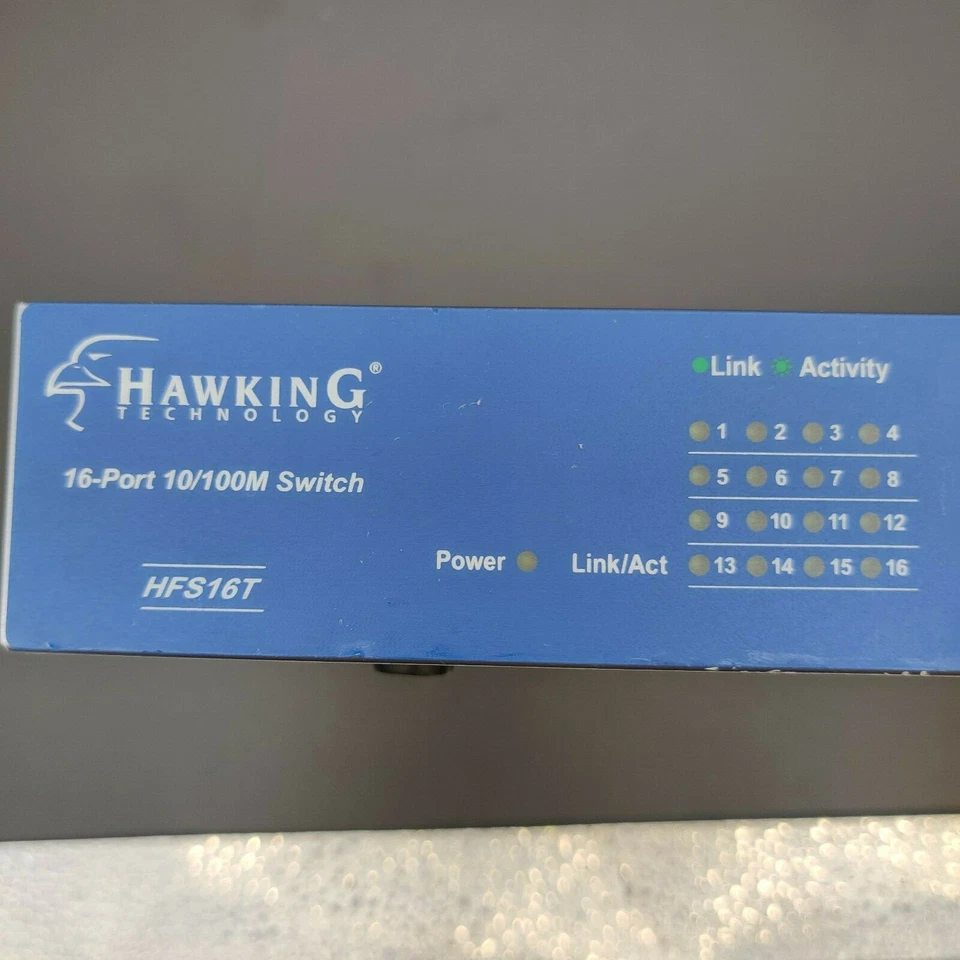 HAWKING®
TECHNOLOGY
16-Port 10/100M Switch
HFS16T
Power
Link/Act
Link Activity
1 2 3 4
5 6 7 8
9 10 11 12
13 14 15 16